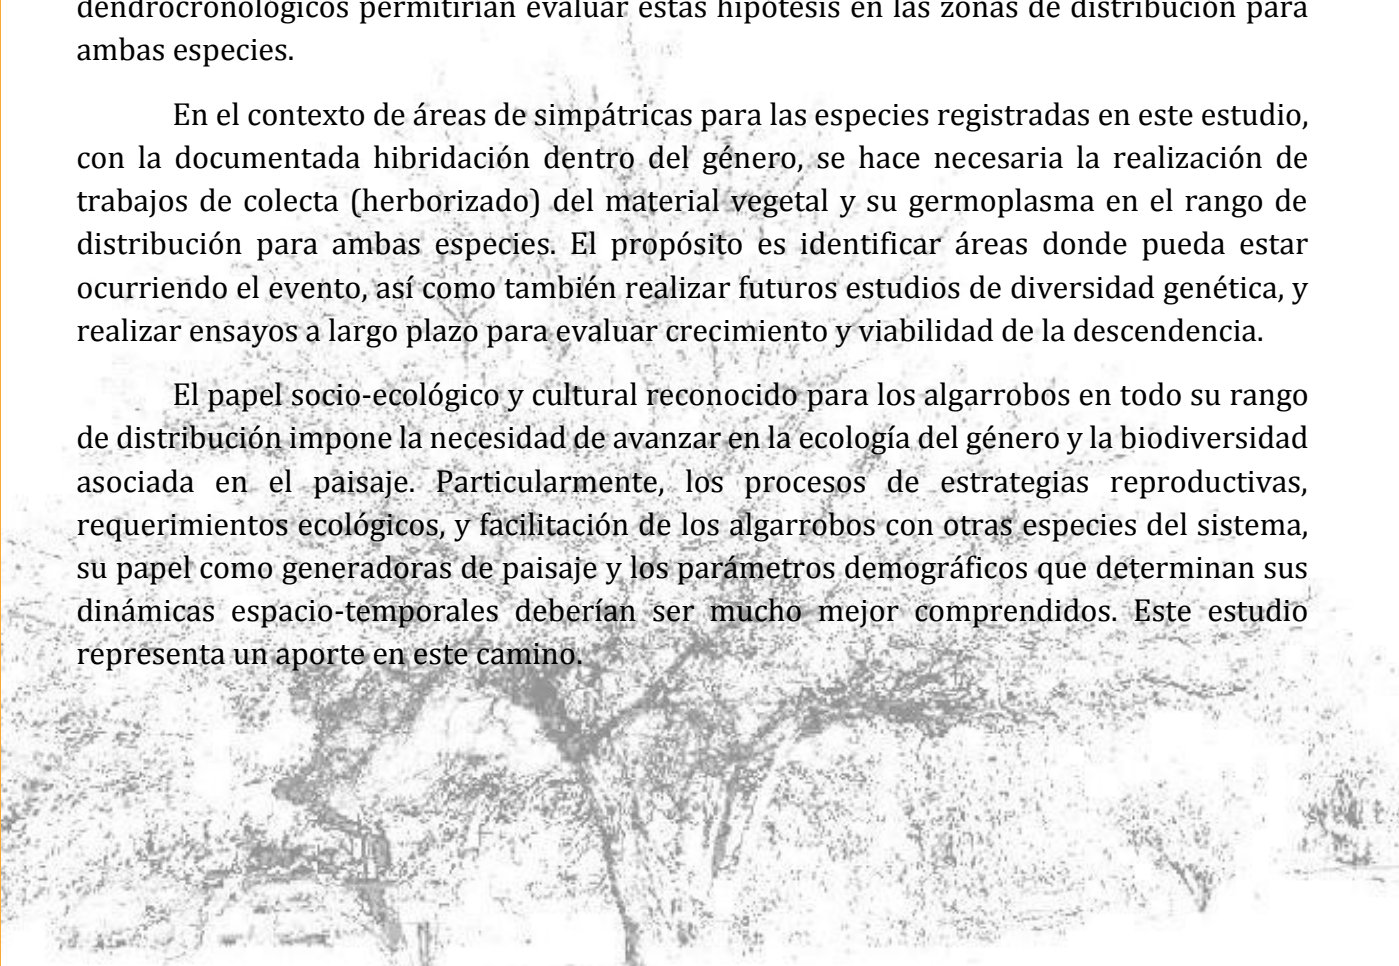 dendrocronológicos permitirían evaluar estas hipótesis en las zonas de distribución para
ambas especies.
En el contexto de áreas de simpátricas para las especies registradas en este estudio,
con la documentada hibridación dentro del género, se hace necesaria la realización de
trabajos de colecta (herborizado) del material vegetal y su germoplasma en el rango de
distribución para ambas especies. El propósito es identificar áreas donde pueda estar
ocurriendo el evento, así como también realizar futuros estudios de diversidad genética, y
realizar ensayos a largo plazo para evaluar crecimiento y viabilidad de la descendencia.
El papel socio-ecológico y cultural reconocido para los algarrobos en todo su rango
de distribución impone la necesidad de avanzar en la ecología del género y la biodiversidad
asociada en el paisaje. Particularmente, los procesos de estrategias reproductivas,
requerimientos ecológicos, y facilitación de los algarrobos con otras especies del sistema,
su papel como generadoras de paisaje y los parámetros demográficos que determinan sus
dinámicas espacio-temporales deberían ser mucho mejor comprendidos. Este estudio
representa un aporte en este camino.